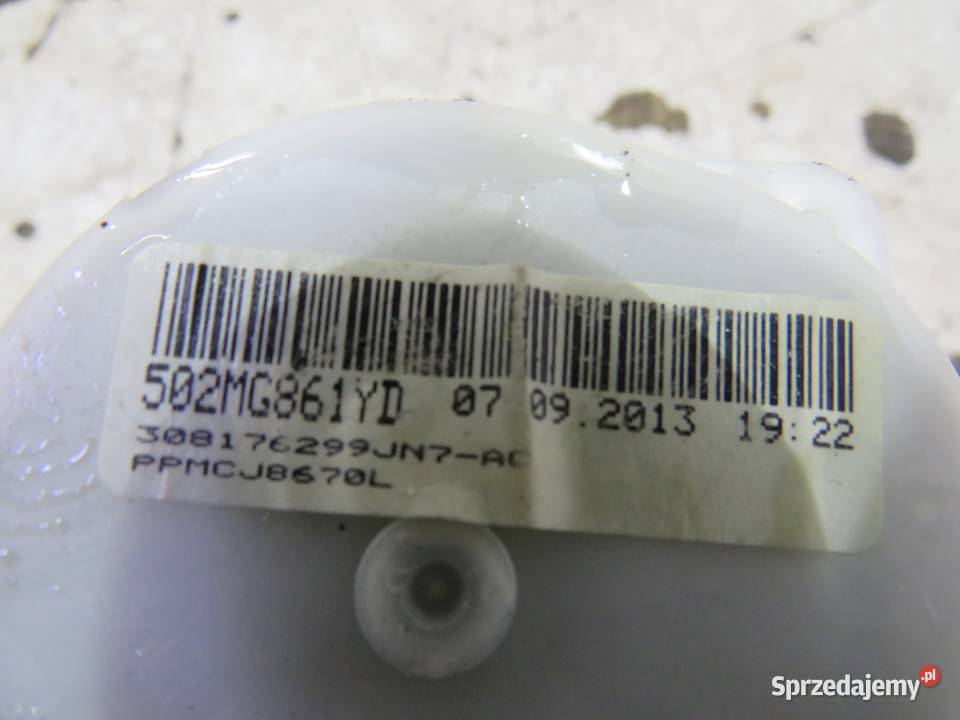 502MG861YD 07 09.2013 19:22
308176299JN7-AC
PPMCJ8670L
Sprzedajemy.pl